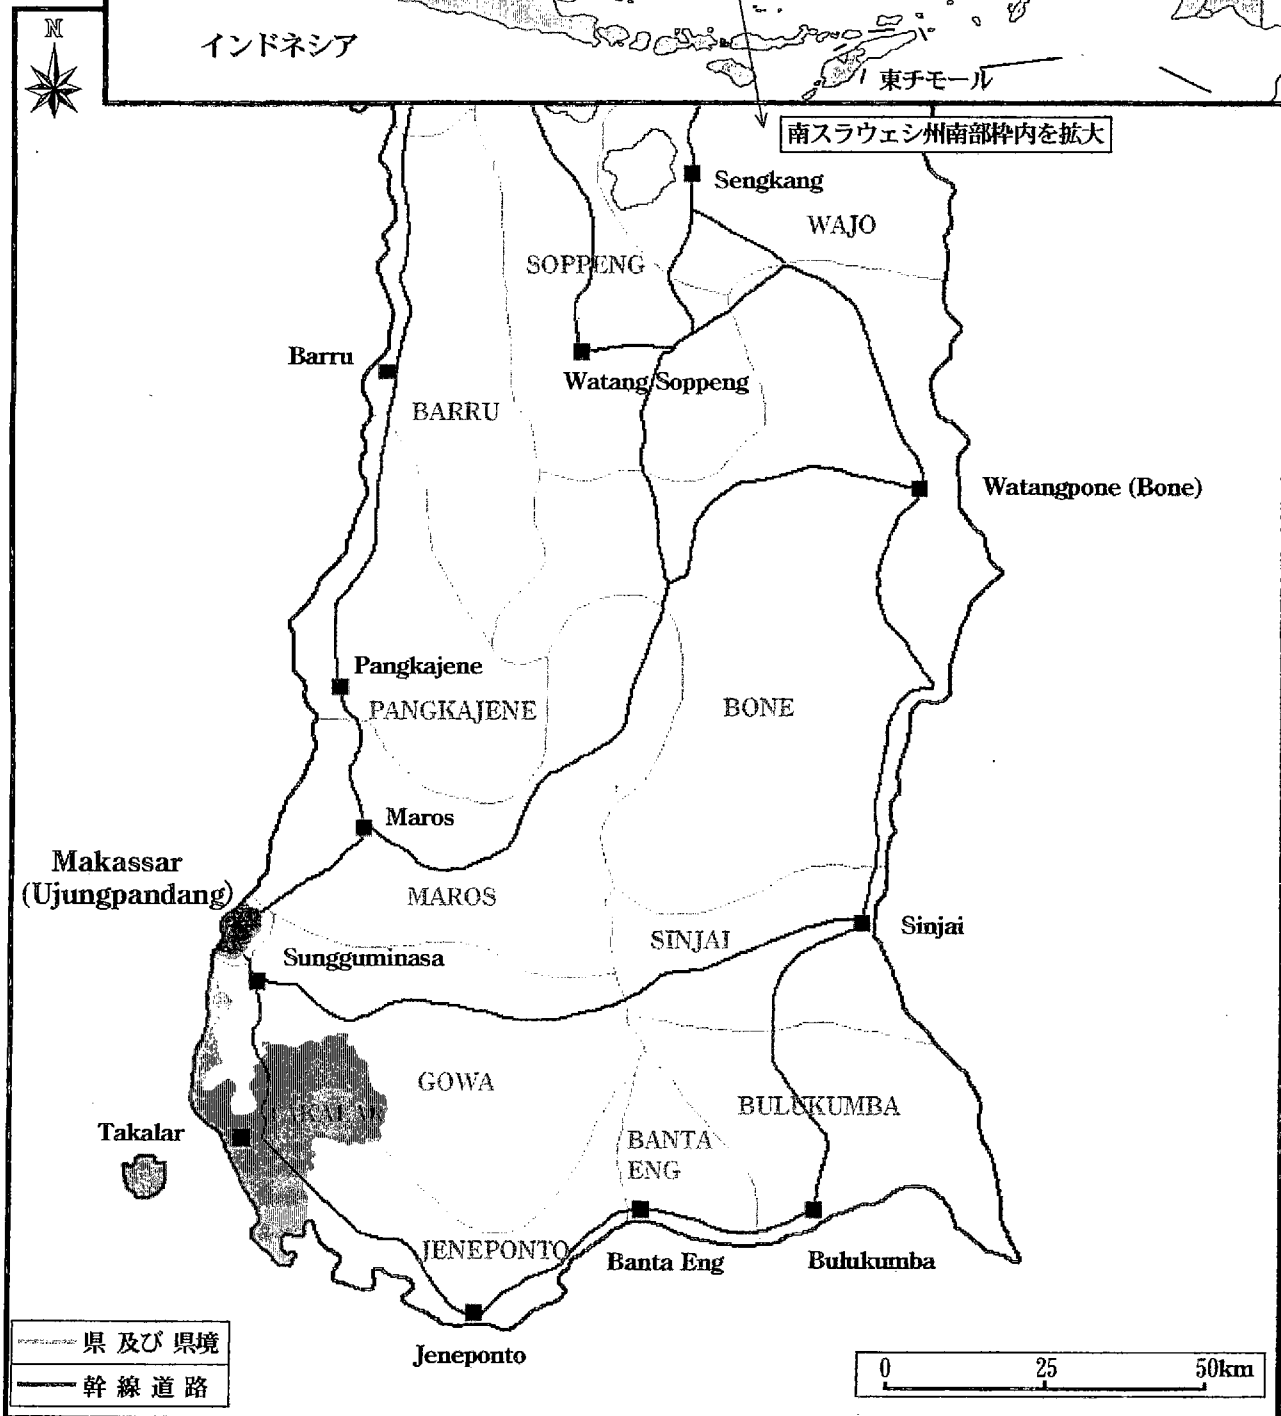 N
インドネシア
東チモール
南スラウェシ州南部枠内を拡大
Sengkang
WAJO
SOPPENG
Barru
Watang Soppeng
BARRU
Watangpone (Bone)
Pangkajene
PANGKAJENE
BONE
Maros
Makassar
(Ujungpandang)
MAROS
SINJAI
Sinjai
Sungguminasa
GOWA
TAKALAR
BULUKUMBA
Takalar
BANTA
ENG
JENEPONTO
Banta Eng
Bulukumba
Jeneponto
県 及び 県境
幹 線 道 路
0 25 50km